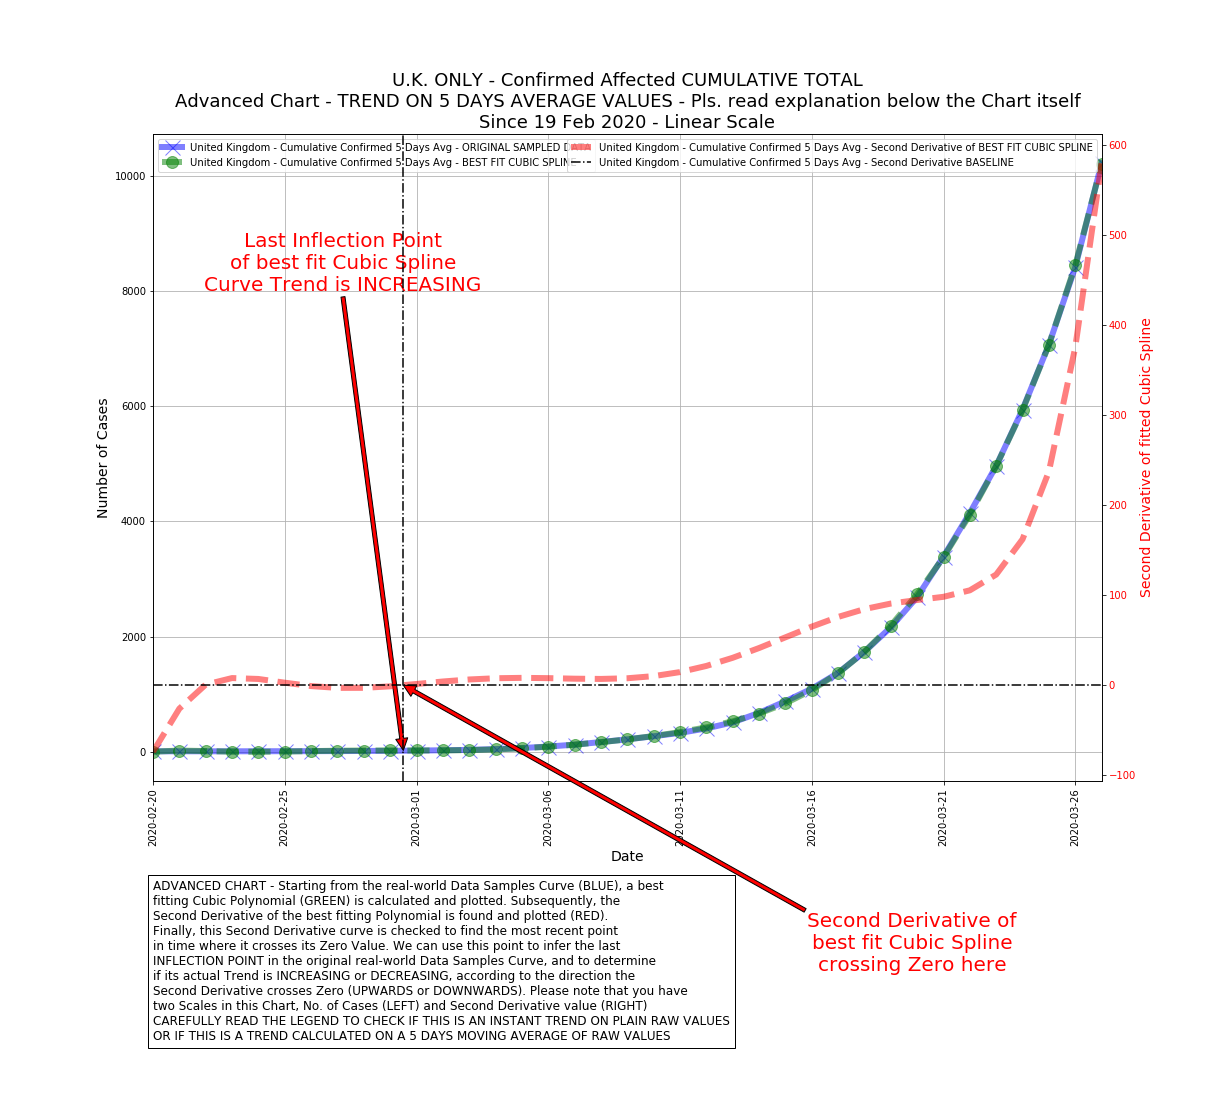 U.K. ONLY - Confirmed Affected CUMULATIVE TOTAL
Advanced Chart - TREND ON 5 DAYS AVERAGE VALUES - Pls. read explanation below the Chart itself
Since 19 Feb 2020 - Linear Scale
United Kingdom - Cumulative Confirmed 5 Days Avg - ORIGINAL SAMPLED
United Kingdom - Cumulative Confirmed 5 Days Avg - BEST FIT CUBIC
United Kingdom - Cumulative Confirmed 5 Days Avg - Second Derivative of BEST FIT CUBIC SPLINE
United Kingdom - Cumulative Confirmed 5 Days Avg - Second Derivative BASELINE
Last Inflection Point
of best fit Cubic Spline
Curve Trend is INCREASING
Number of Cases
10000
8000
6000
4000
2000
0
600
500
400
300
200
100
0
−100
Second Derivative of fitted Cubic Spline
2020-02-20
2020-02-25
2020-03-01
2020-03-06
2020-03-11
2020-03-16
2020-03-21
2020-03-26
Date
Second Derivative of
best fit Cubic Spline
crossing Zero here
ADVANCED CHART - Starting from the real-world Data Samples Curve (BLUE), a best
fitting Cubic Polynomial (GREEN) is calculated and plotted. Subsequently, the
Second Derivative of the best fitting Polynomial is found and plotted (RED).
Finally, this Second Derivative curve is checked to find the most recent point
in time where it crosses its Zero Value. We can use this point to infer the last
INFLECTION POINT in the original real-world Data Samples Curve, and to determine
if its actual Trend is INCREASING or DECREASING, according to the direction the
Second Derivative crosses Zero (UPWARDS or DOWNWARDS). Please note that you have
two Scales in this Chart, No. of Cases (LEFT) and Second Derivative value (RIGHT)
CAREFULLY READ THE LEGEND TO CHECK IF THIS IS AN INSTANT TREND ON PLAIN RAW VALUES
OR IF THIS IS A TREND CALCULATED ON A 5 DAYS MOVING AVERAGE OF RAW VALUES